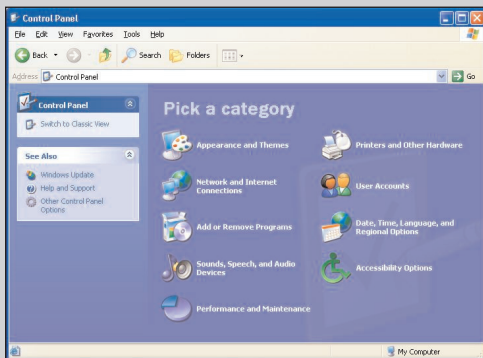 Control Panel
File Edit View Favorites Tools Help
Back Search Folders
Address Control Panel Go
Control Panel
Switch to Classic View
See Also
Windows Update
Help and Support
Other Control Panel
Options
Pick a category
Appearance and Themes
Printers and Other Hardware
Network and Internet
Connections
User Accounts
Add or Remove Programs
Date, Time, Language, and
Regional Options
Sounds, Speech, and Audio
Devices
Accessibility Options
Performance and Maintenance
My Computer